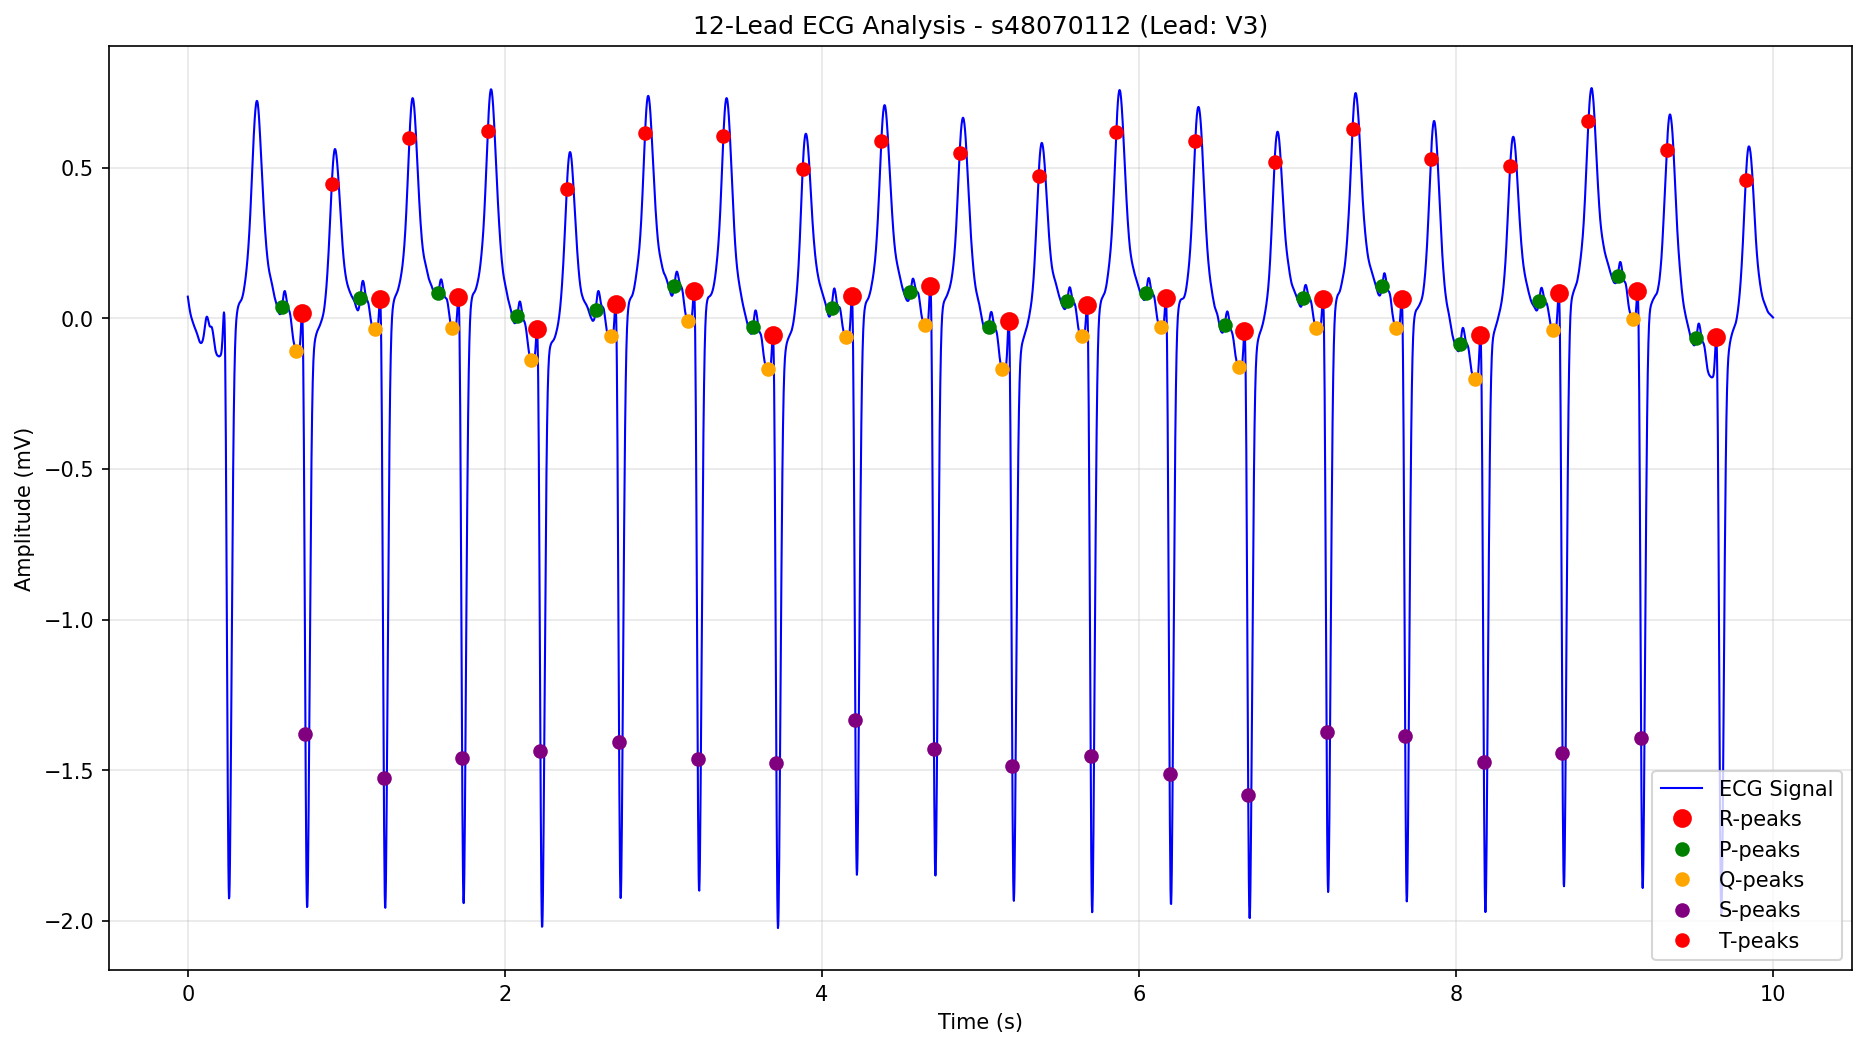 12-Lead ECG Analysis - s48070112 (Lead: V3)
Amplitude (mV)
0.5
0.0
−0.5
−1.0
−1.5
−2.0
ECG Signal
R-peaks
P-peaks
Q-peaks
S-peaks
T-peaks
0 2 4 6 8 10
Time (s)